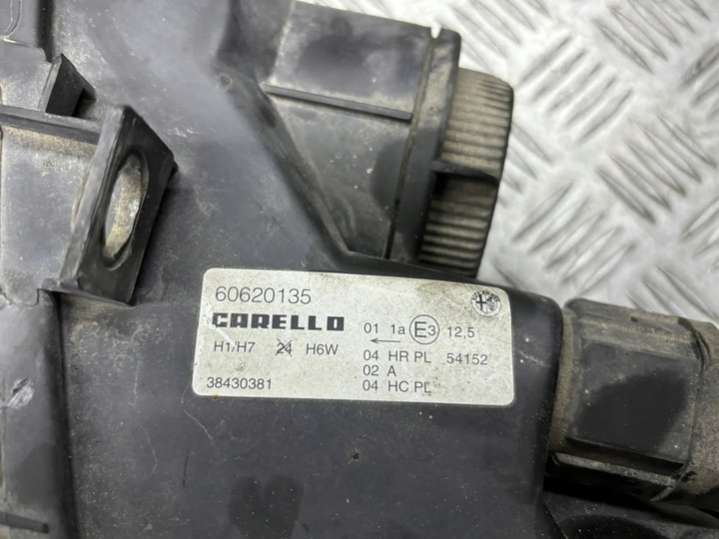 60620135
CARELLO
H1/H7 24 H6W
38430381
01 1a E3 12,5
04 HR PL 54152
02 A
04 HC PL